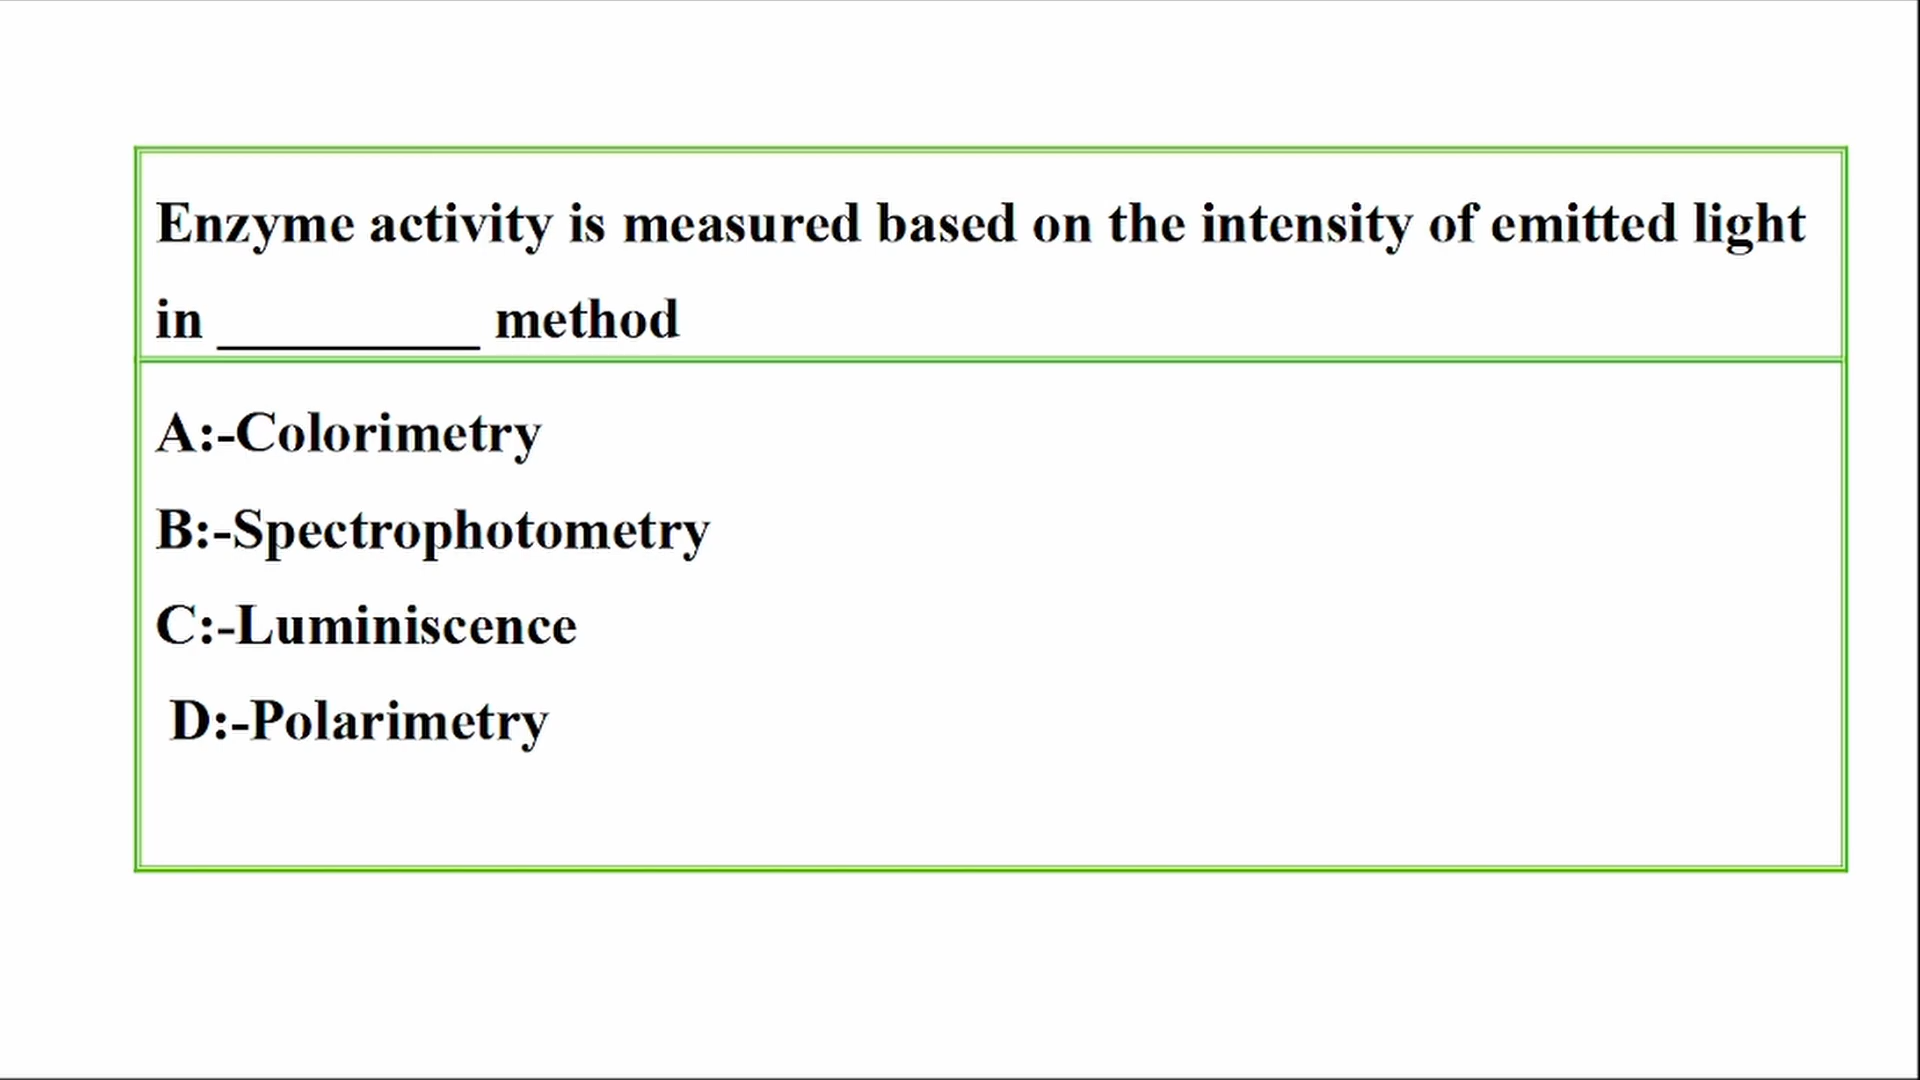 Enzyme activity is measured based on the intensity of emitted light
in _________ method
A:-Colorimetry
B:-Spectrophotometry
C:-Luminiscence
D:-Polarimetry